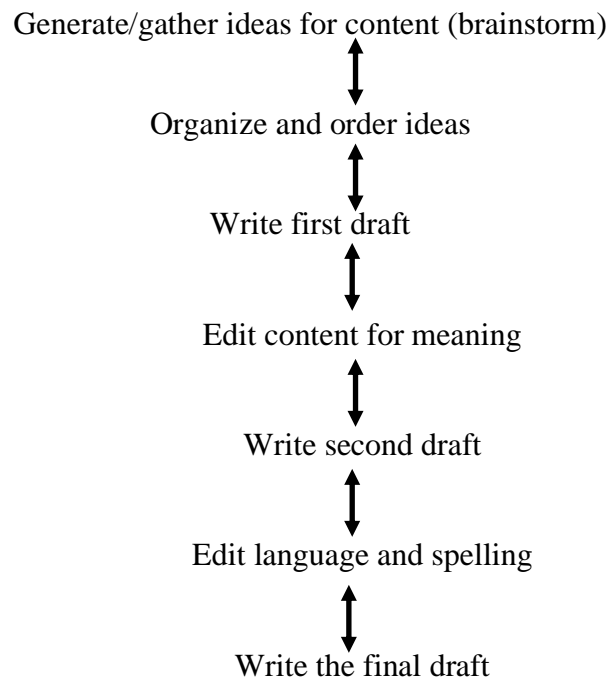 Generate/gather ideas for content (brainstorm)
Organize and order ideas
Write first draft
Edit content for meaning
Write second draft
Edit language and spelling
Write the final draft